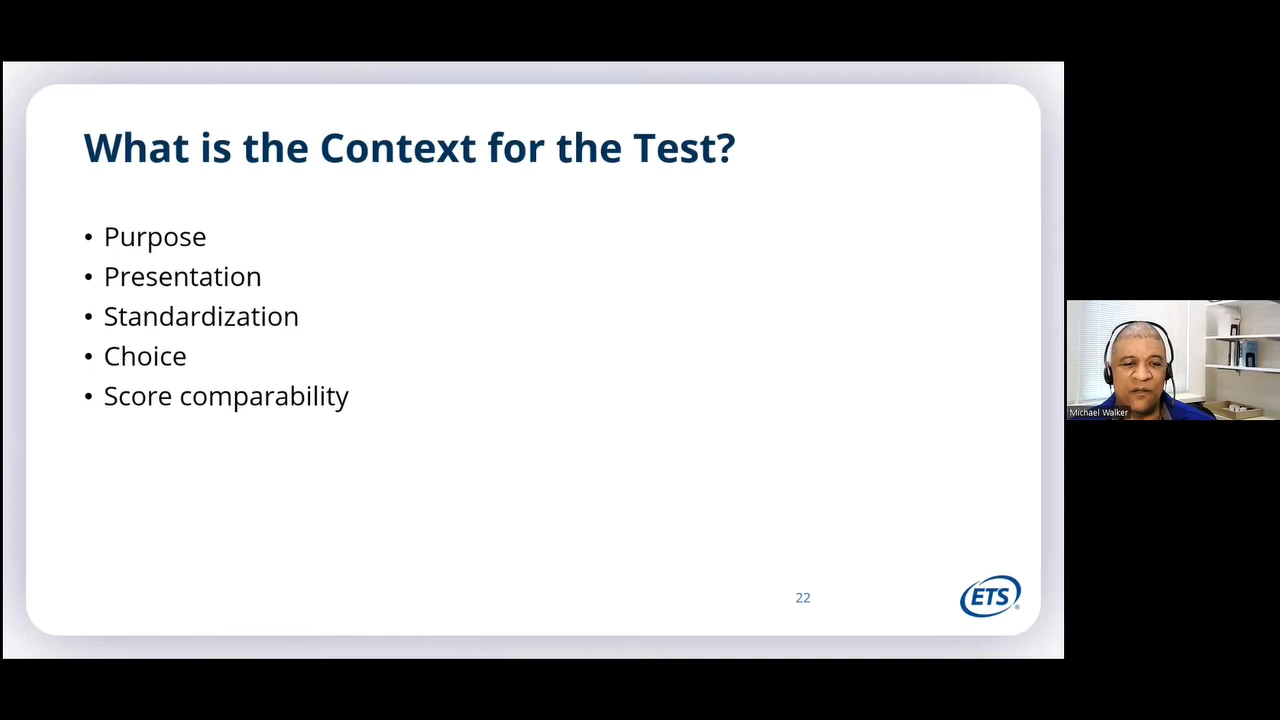 What is the Context for the Test?
• Purpose
• Presentation
• Standardization
• Choice
• Score comparability
22
ETS
®
Michael Walker